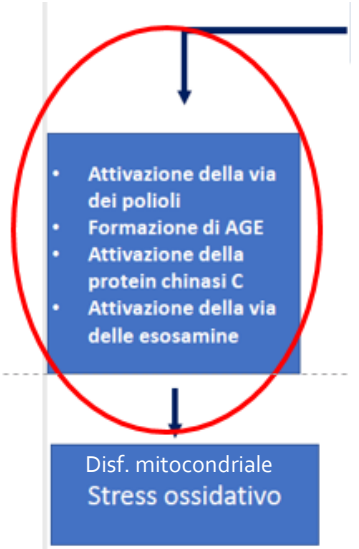 • Attivazione della via
dei polioli
• Formazione di AGE
• Attivazione della
protein chinasi C
• Attivazione della via
delle esosamine
Disf. mitocondriale
Stress ossidativo